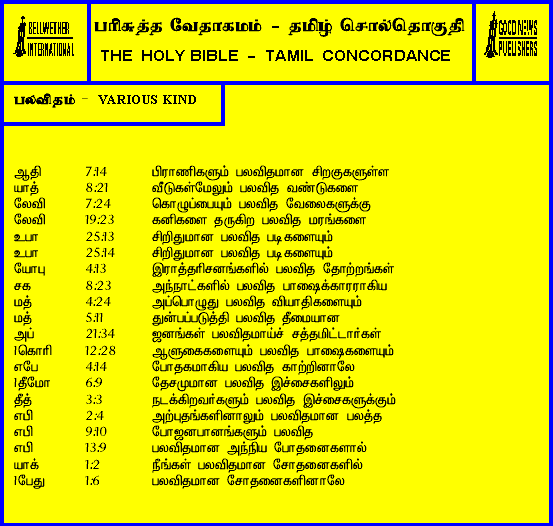 BELLWETHER INTERNATIONAL
பரிசுத்த வேதாகமம் - தமிழ் சொல்தொகுதி
THE HOLY BIBLE - TAMIL CONCORDANCE
GOOD NEWS PUBLISHERS
பலவிதம் - VARIOUS KIND
ஆதி 7:14 பிராணிகளும் பலவிதமான சிறகுகளுள்ள
யாத் 8:21 வீடுகள்மேலும் பலவித வண்டுகளை
லேவி 7:24 கொழுப்பையும் பலவித வேலைகளுக்கு
லேவி 19:23 கனிகளை தருகிற பலவித மரங்களை
உபா 25:13 சிறிதுமான பலவித படிகளையும்
உபா 25:14 சிறிதுமான பலவித படிகளையும்
யோபு 4:13 இராத்தரிசனங்களில் பலவித தோற்றங்கள்
சக 8:23 அந்நாட்களில் பலவித பாஷைக்காரராகிய
மத் 4:24 அப்பொழுது பலவித வியாதிகளையும்
மத் 5:11 துன்பப்படுத்தி பலவித தீமையான
அப் 21:34 ஜனங்கள் பலவிதமாய்ச் சத்தமிட்டார்கள்
1கொரி 12:28 ஆளுகைகளையும் பலவித பாஷைகளையும்
எபே 4:14 போதகமாகிய பலவித காற்றினாலே
1தீமோ 6:9 தேசமுமான பலவித இச்சைகளிலும்
தீத் 3:3 நடக்கிறவர்களும் பலவித இச்சைகளுக்கும்
எபி 2:4 அற்புதங்களினாலும் பலவிதமான பலத்த
எபி 9:10 போஜனபானங்களும் பலவித
எபி 13:9 பலவிதமான அந்நிய போதனைகளால்
யாக் 1:2 நீங்கள் பலவிதமான சோதனைகளில்
1பேது 1:6 பலவிதமான சோதனைகளினாலே